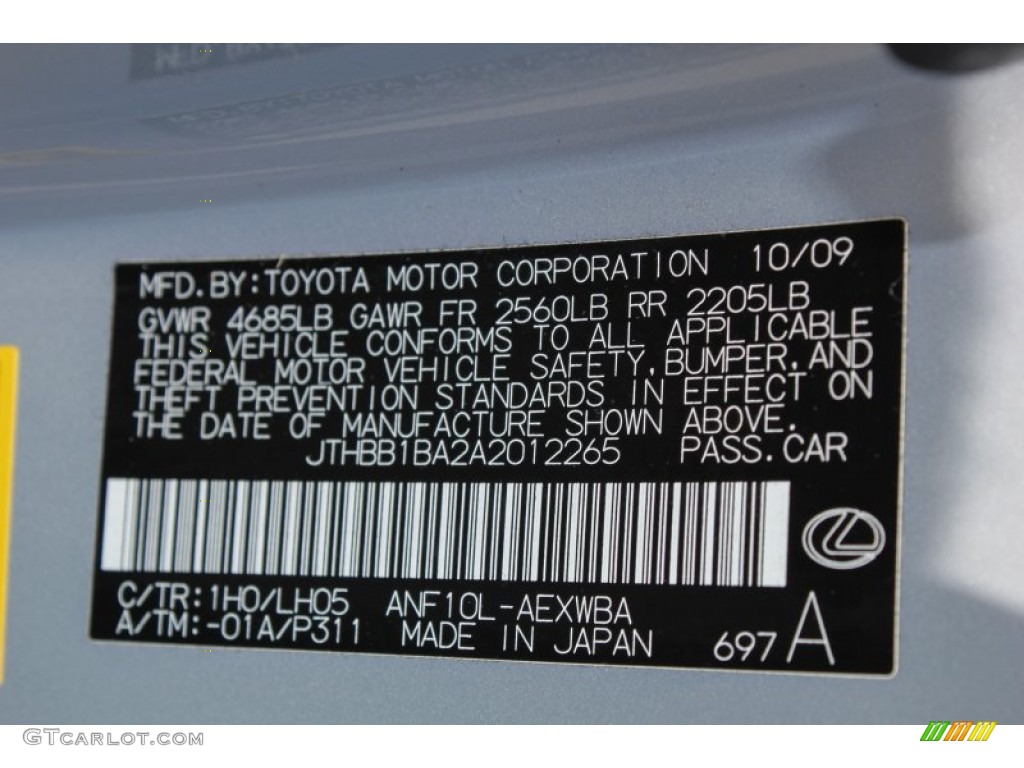 MFD. BY: TOYOTA MOTOR CORPORATION 10/09
GVWR 4685LB GAWR FR 2560LB RR 2205LB
THIS VEHICLE CONFORMS TO ALL APPLICABLE
FEDERAL MOTOR VEHICLE SAFETY, BUMPER, AND
THEFT PREVENTION STANDARDS IN EFFECT ON
THE DATE OF MANUFACTURE SHOWN ABOVE.
JTHBB1BA2A2012265 PASS. CAR
C/TR: 1H0/LH05 ANF10L-AEXWBA
A/TM: -01A/P311 MADE IN JAPAN 697 A
GTCARLOT.COM